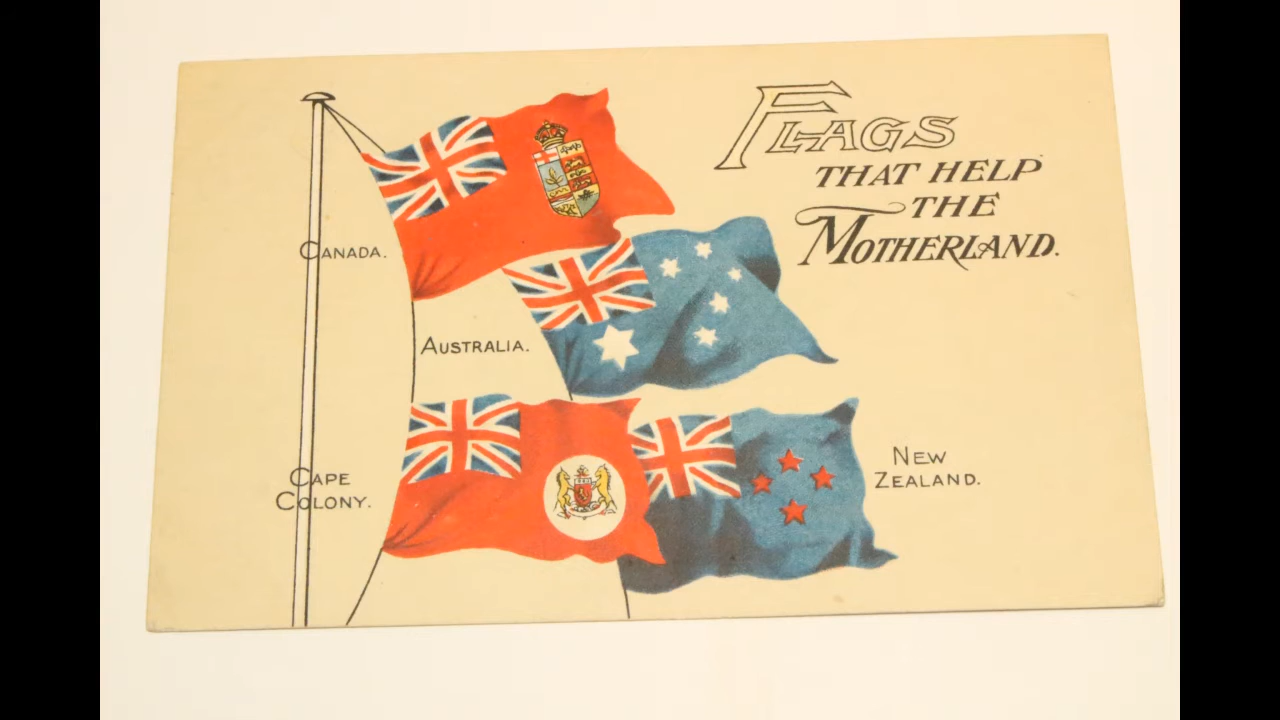 FLAGS
THAT HELP
THE
MOTHERLAND.
CANADA.
AUSTRALIA.
CAPE
COLONY.
NEW
ZEALAND.